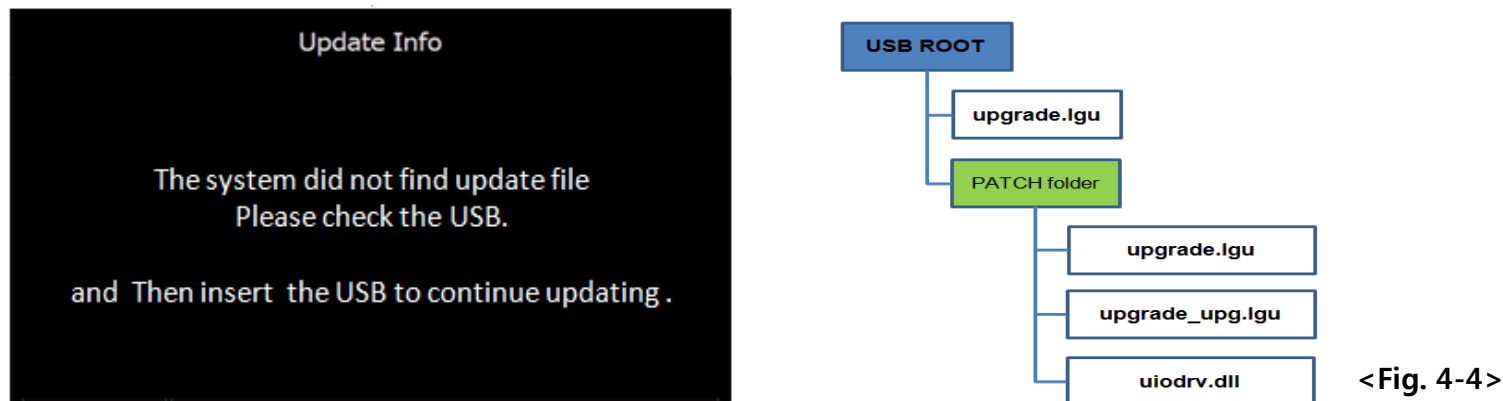 Update Info
The system did not find update file
Please check the USB.
and Then insert the USB to continue updating .
USB ROOT
upgrade.lgu
PATCH folder
upgrade.lgu
upgrade_upg.lgu
uiodrv.dll
<Fig. 4-4>